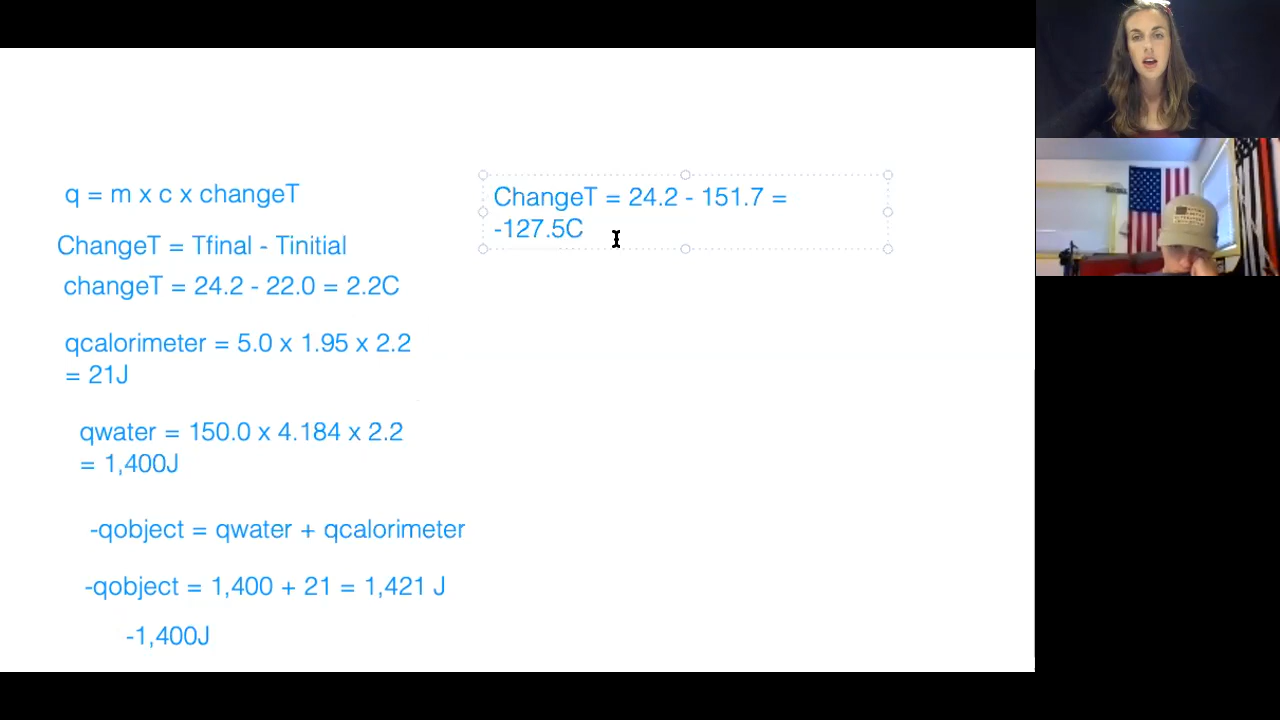 q = m x c x changeT
ChangeT = Tfinal - Tinitial
changeT = 24.2 - 22.0 = 2.2C
qcalorimeter = 5.0 x 1.95 x 2.2
= 21J
qwater = 150.0 x 4.184 x 2.2
= 1,400J
-qobject = qwater + qcalorimeter
-qobject = 1,400 + 21 = 1,421 J
-1,400J
ChangeT = 24.2 - 151.7 =
-127.5C